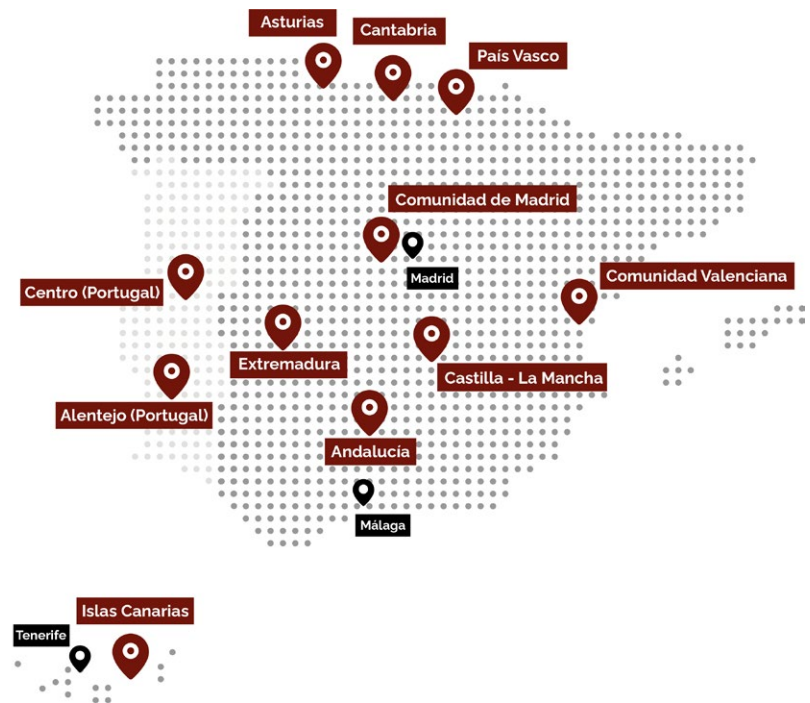 Asturias
Cantabria
País Vasco
Comunidad de Madrid
Madrid
Comunidad Valenciana
Centro (Portugal)
Extremadura
Castilla - La Mancha
Alentejo (Portugal)
Andalucía
Málaga
Islas Canarias
Tenerife